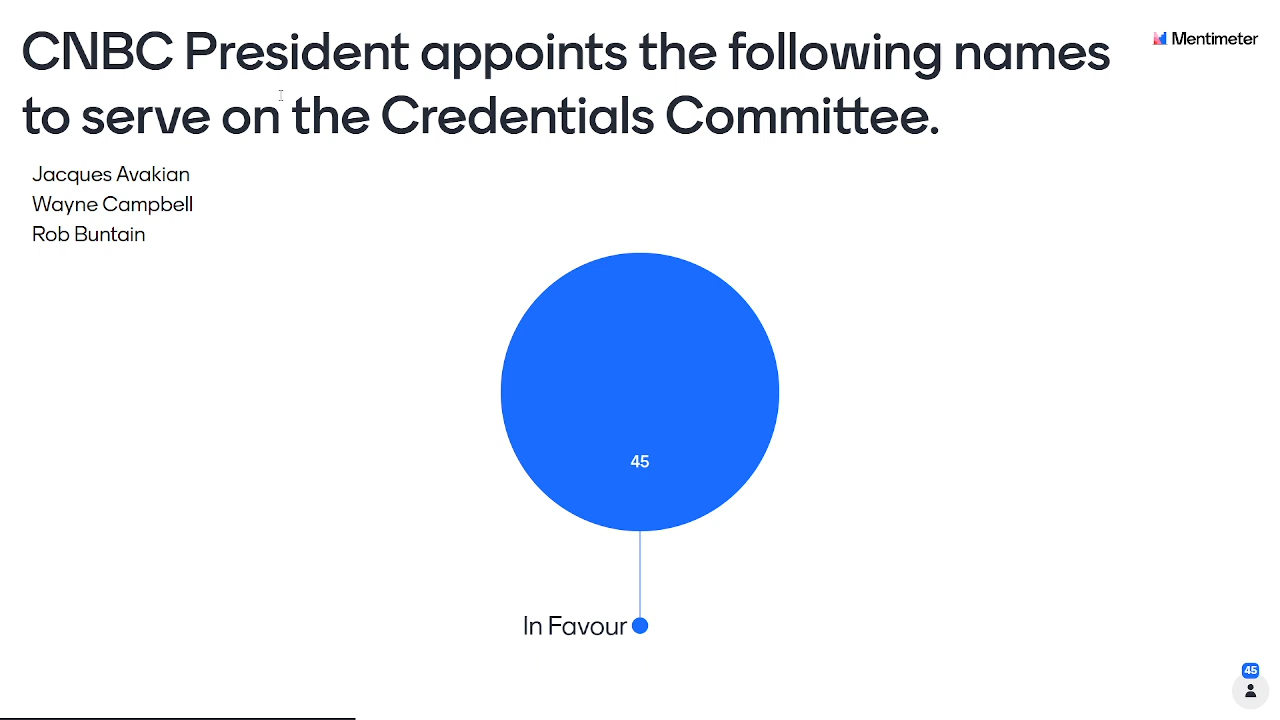 CNBC President appoints the following names
to serve on the Credentials Committee.
Mentimeter
Jacques Avakian
Wayne Campbell
Rob Buntain
45
In Favour
45